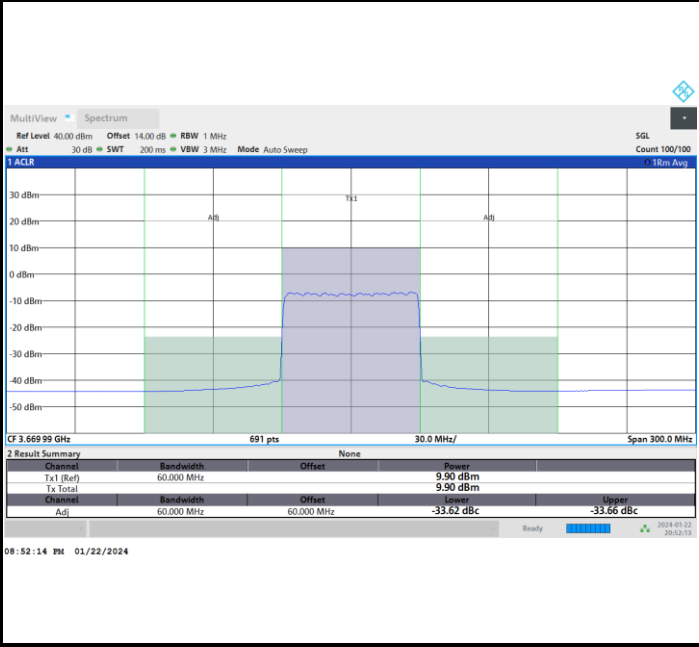 MultiView Spectrum
Ref Level 40.00 dBm Offset 14.00 dB RBW 1 MHz SGL
Att 30 dB SWT 200 ms VBW 3 MHz Mode Auto Sweep Count 100/100
1 ACLR 1Rm Avg
30 dBm
Tx1
20 dBm Adj Adj
10 dBm
0 dBm
-10 dBm
-20 dBm
-30 dBm
-40 dBm
-50 dBm
CF 3.669 99 GHz 691 pts 30.0 MHz/ Span 300.0 MHz
2 Result Summary None
Channel Bandwidth Offset Power
Tx1 (Ref) 60.000 MHz 9.90 dBm
Tx Total 9.90 dBm
Channel Bandwidth Offset Lower Upper
Adj 60.000 MHz 60.000 MHz -33.62 dBc -33.66 dBc
Ready 2024-01-22
20:52:13
08:52:14 PM 01/22/2024